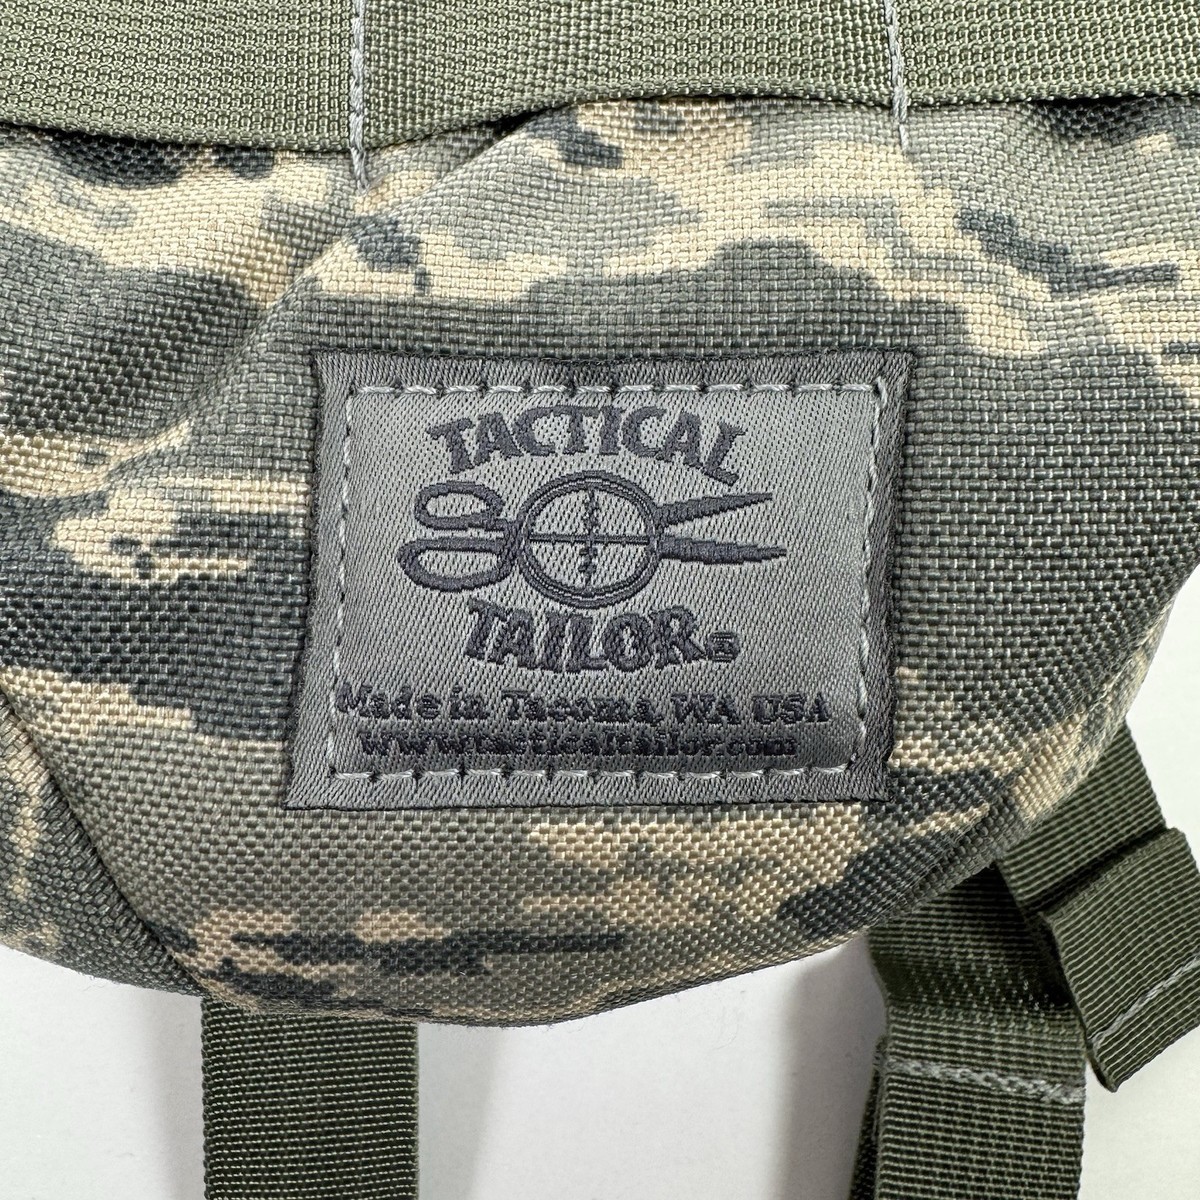 TACTICAL
TAILOR®
Made in Tacoma, WA USA
www.tacticaltailor.com